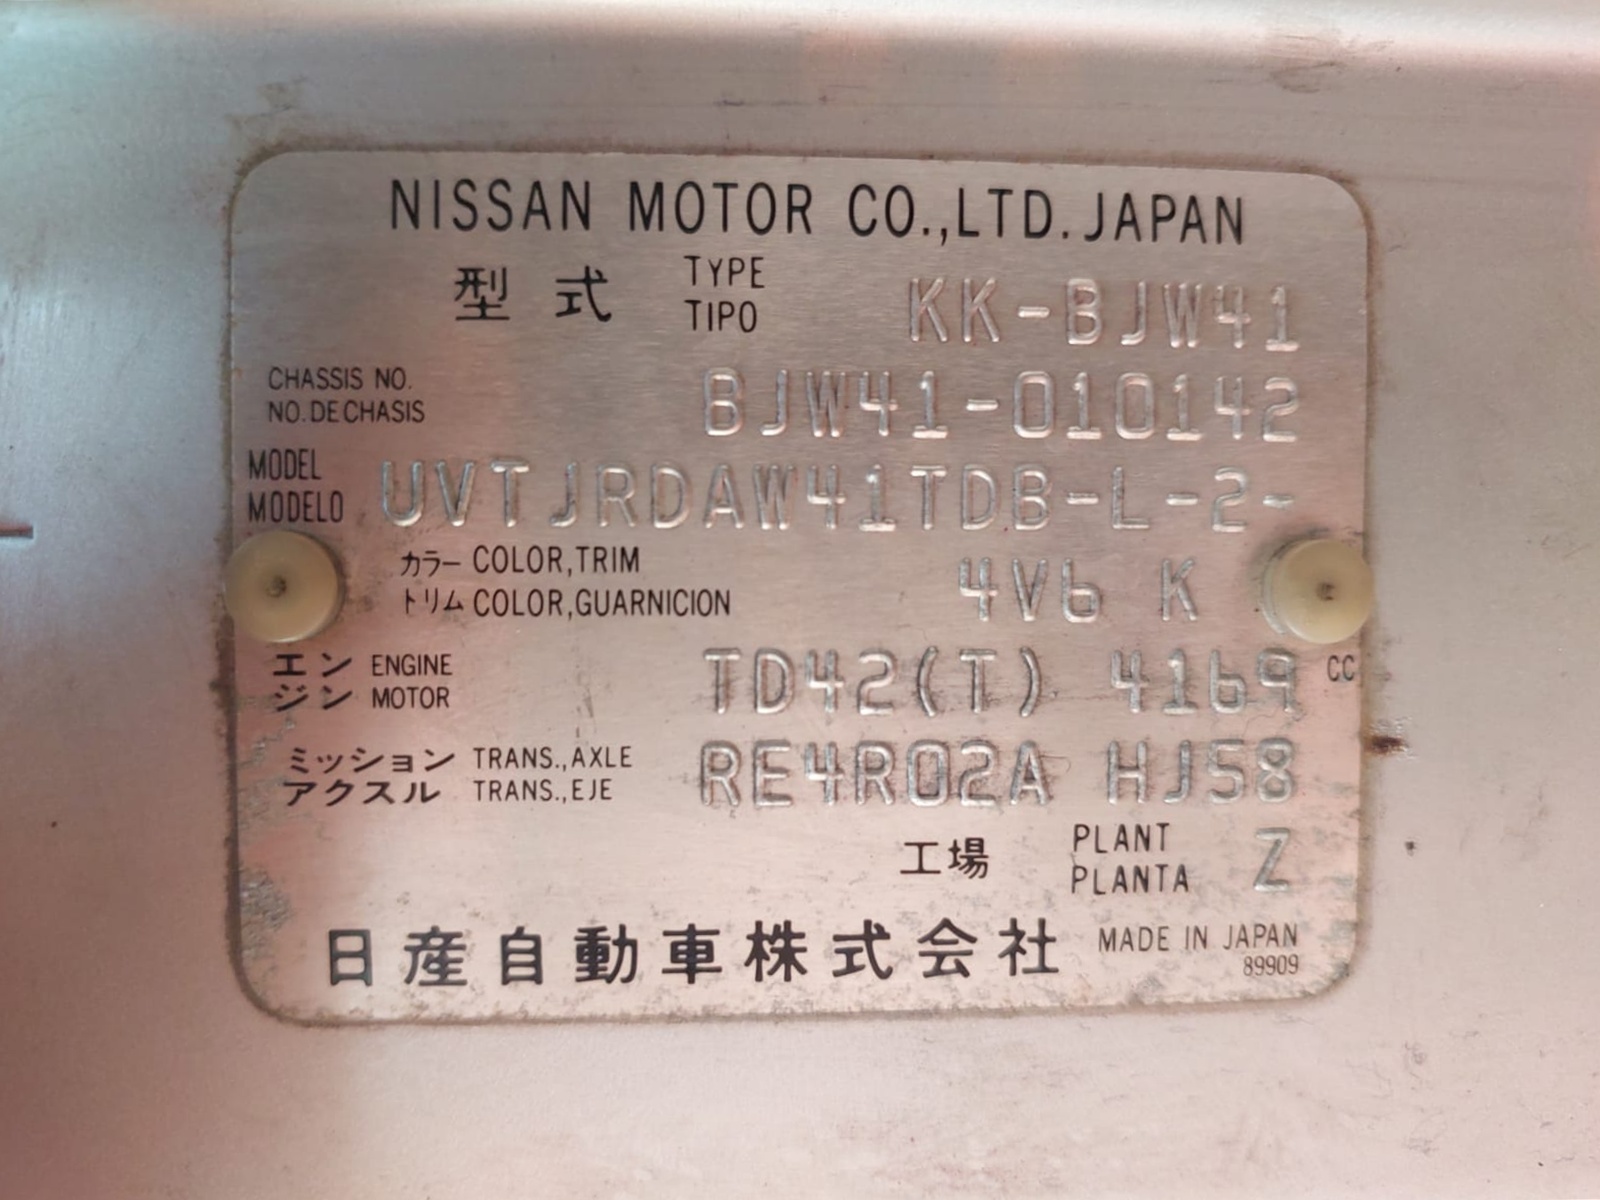 NISSAN MOTOR CO.,LTD. JAPAN
型式 TYPE TIPO KK-BJW41
CHASSIS NO. NO. DE CHASIS BJW41-010142
MODEL MODELO UVTJRDAW41TDB-L-2-
カラー COLOR,TRIM 4V6 K
トリム COLOR,GUARNICION
エンジン ENGINE MOTOR TD42(T) 4169 CC
ミッション TRANS.,AXLE RE4R02A HJ58
アクスル TRANS.,EJE
工場 PLANT PLANTA Z
日産自動車株式会社 MADE IN JAPAN
89909